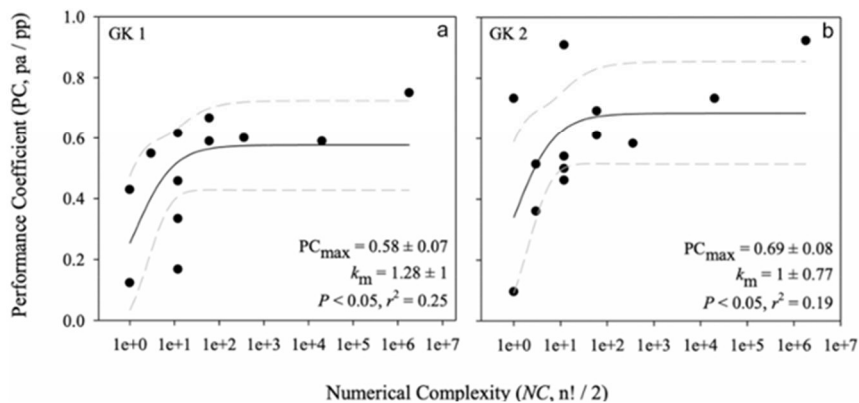 Performance Coefficient (PC, pa / pp)
GK 1
a
1.0
0.8
0.6
0.4
0.2
0.0
PCmax = 0.58 ± 0.07
km = 1.28 ± 1
P < 0.05, r² = 0.25
1e+0 1e+1 1e+2 1e+3 1e+4 1e+5 1e+6 1e+7
GK 2
b
PCmax = 0.69 ± 0.08
km = 1 ± 0.77
P < 0.05, r² = 0.19
1e+0 1e+1 1e+2 1e+3 1e+4 1e+5 1e+6 1e+7
Numerical Complexity (NC, n! / 2)